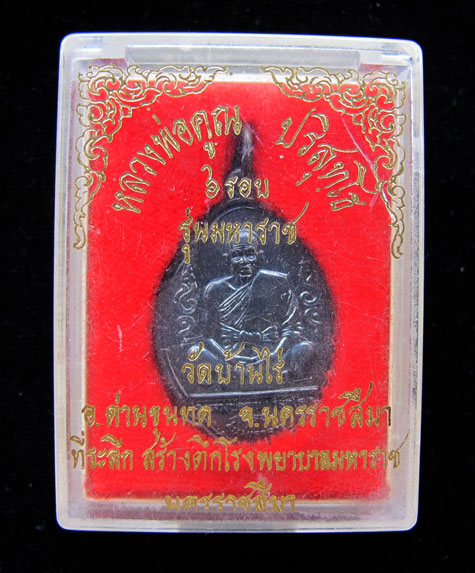 หลวงพ่อคูณ ปริสุทฺโธ
๖ รอบ
รุ่นมหาราช
วัดบ้านไร่
อ.ด่านขุนทด จ.นครราชสีมา
ที่ระลึก สร้างตึกโรงพยาบาลมหาราช
นครราชสีมา